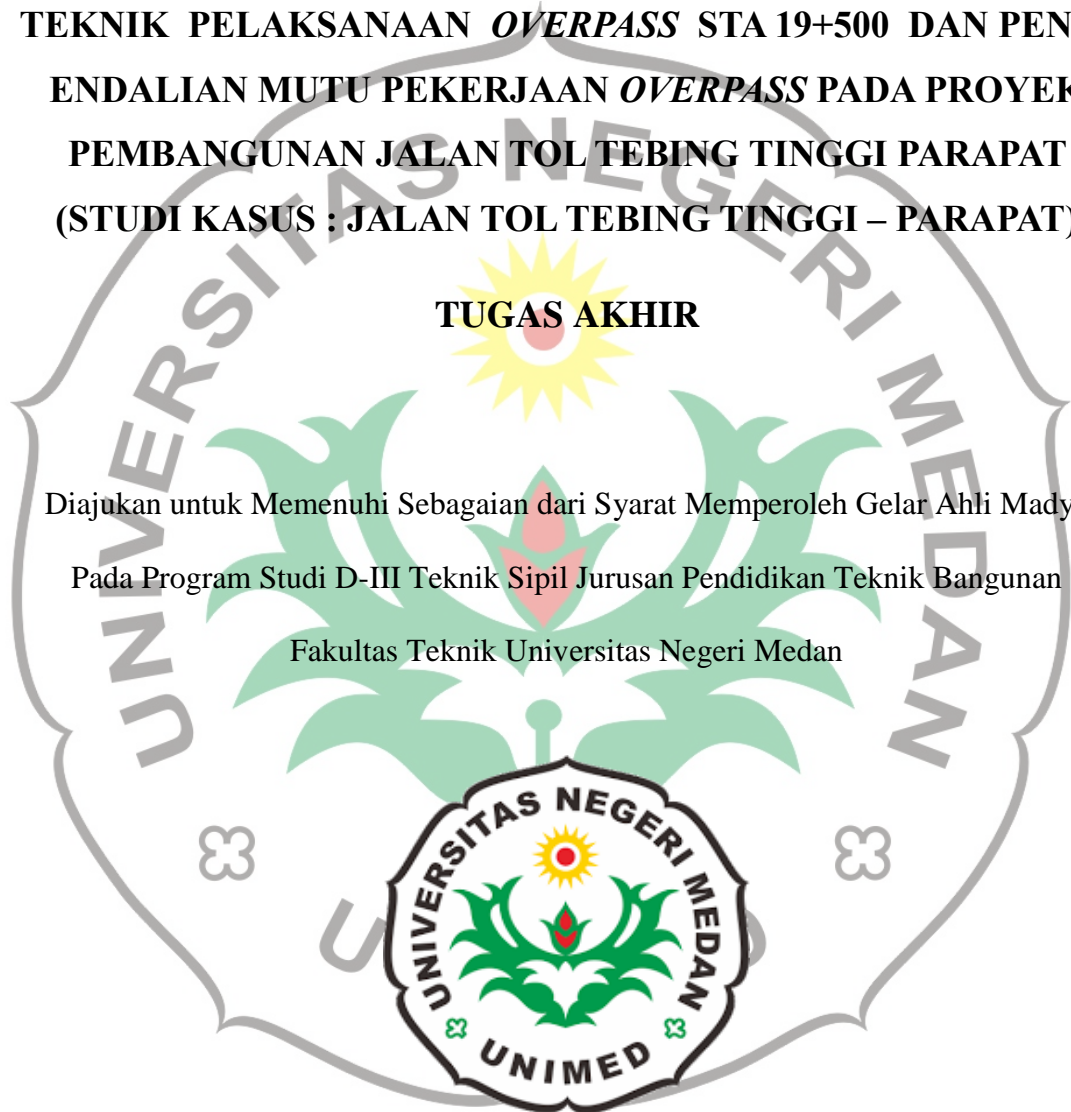 TEKNIK PELAKSANAAN OVERPASS STA 19+500 DAN PEN
ENDALIAN MUTU PEKERJAAN OVERPASS PADA PROYEK
PEMBANGUNAN JALAN TOL TEBING TINGGI PARAPAT
(STUDI KASUS : JALAN TOL TEBING TINGGI – PARAPAT)
TUGAS AKHIR
Diajukan untuk Memenuhi Sebagaian dari Syarat Memperoleh Gelar Ahli Mady
Pada Program Studi D-III Teknik Sipil Jurusan Pendidikan Teknik Bangunan
Fakultas Teknik Universitas Negeri Medan
UNIVERSITAS NEGERI MEDAN
UNIVERSITAS NEGERI MEDAN
UNIMED